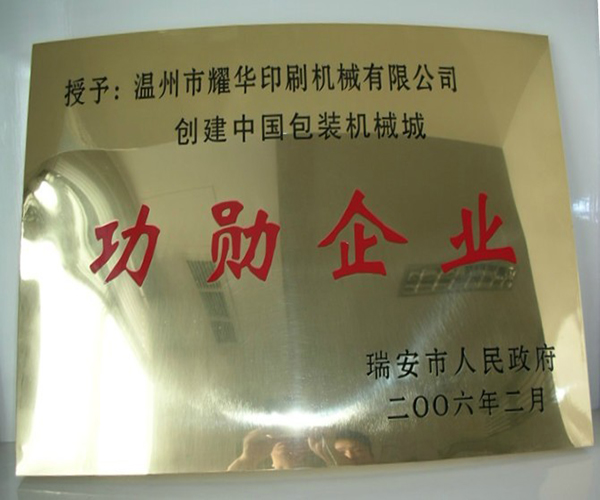 授予：温州市耀华印刷机械有限公司
创建中国包装机械城
功勋企业
瑞安市人民政府
二〇〇六年二月